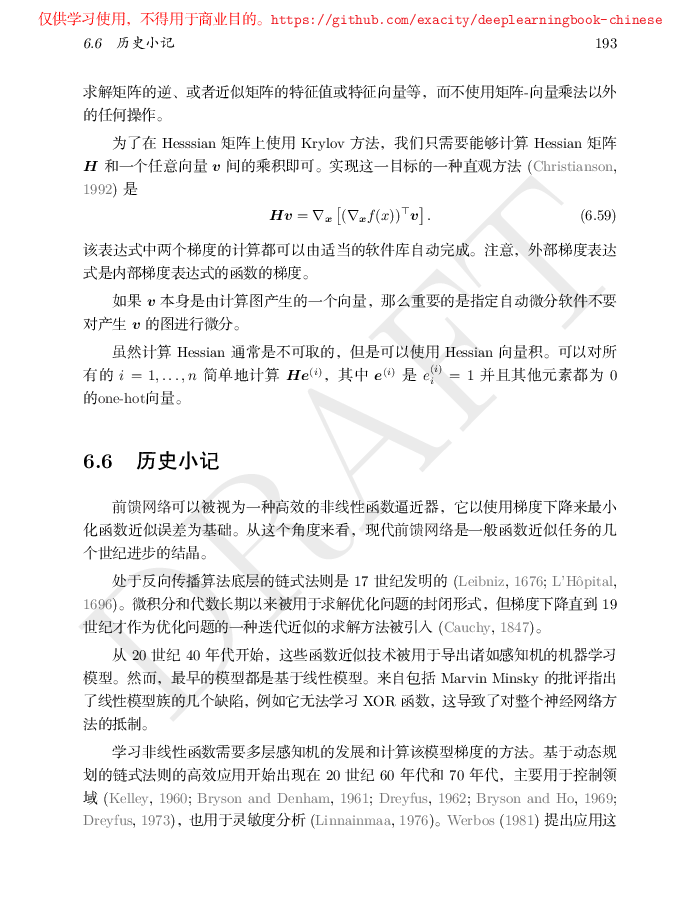 仅供学习使用，不得用于商业目的。https://github.com/exacity/deeplearningbook-chinese
6.6 历史小记 193
求解矩阵的逆、或者近似矩阵的特征值或特征向量等，而不使用矩阵-向量乘法以外
的任何操作。
为了在 Hesssian 矩阵上使用 Krylov 方法，我们只需要能够计算 Hessian 矩阵
H 和一个任意向量 v 间的乘积即可。实现这一目标的一种直观方法 (Christianson,
1992) 是
Hv = ∇x [(∇xf(x))⊤v]. (6.59)
该表达式中两个梯度的计算都可以由适当的软件库自动完成。注意，外部梯度表达
式是内部梯度表达式的函数的梯度。
如果 v 本身是由计算图产生的一个向量，那么重要的是指定自动微分软件不要
对产生 v 的图进行微分。
虽然计算 Hessian 通常是不可取的，但是可以使用 Hessian 向量积。可以对所
有的 i = 1, . . . , n 简单地计算 He(i)，其中 e(i) 是 ei(i) = 1 并且其他元素都为 0
的one-hot向量。
6.6 历史小记
前馈网络可以被视为一种高效的非线性函数逼近器，它以使用梯度下降来最小
化函数近似误差为基础。从这个角度来看，现代前馈网络是一般函数近似任务的几
个世纪进步的结晶。
处于反向传播算法底层的链式法则是 17 世纪发明的 (Leibniz, 1676; L'Hôpital,
1696)。微积分和代数长期以来被用于求解优化问题的封闭形式，但梯度下降直到 19
世纪才作为优化问题的一种迭代近似的求解方法被引入 (Cauchy, 1847)。
从 20 世纪 40 年代开始，这些函数近似技术被用于导出诸如感知机的机器学习
模型。然而，最早的模型都是基于线性模型。来自包括 Marvin Minsky 的批评指出
了线性模型族的几个缺陷，例如它无法学习 XOR 函数，这导致了对整个神经网络方
法的抵制。
学习非线性函数需要多层感知机的发展和计算该模型梯度的方法。基于动态规
划的链式法则的高效应用开始出现在 20 世纪 60 年代和 70 年代，主要用于控制领
域 (Kelley, 1960; Bryson and Denham, 1961; Dreyfus, 1962; Bryson and Ho, 1969;
Dreyfus, 1973)，也用于灵敏度分析 (Linnainmaa, 1976)。Werbos (1981) 提出应用这
DRAFT